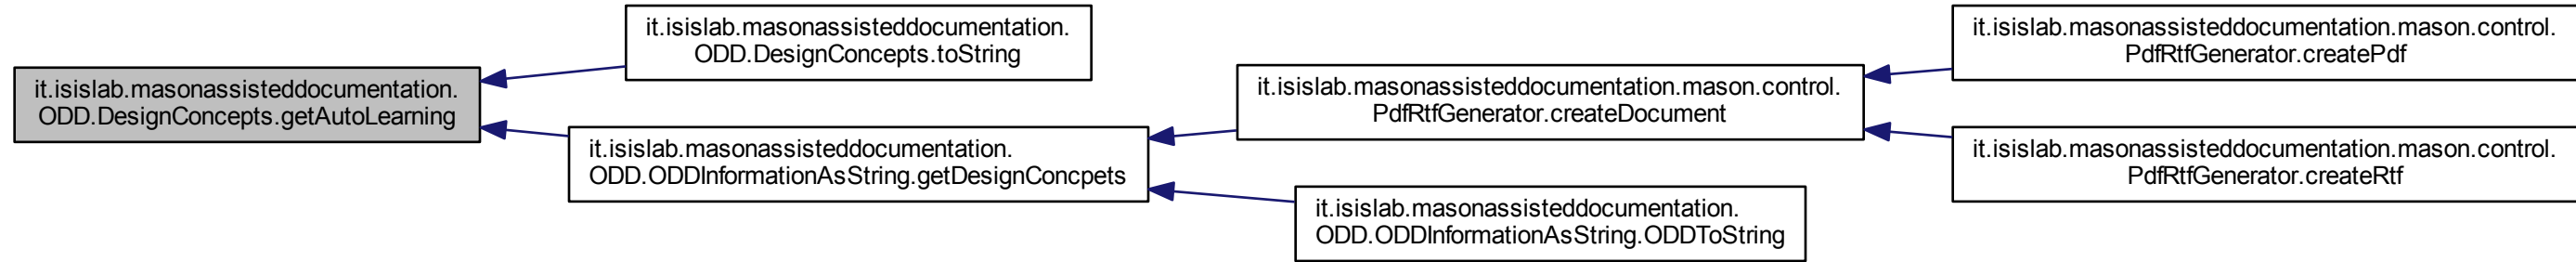 it.isislab.masonassisteddocumentation.
ODD.DesignConcepts.getAutoLearning
it.isislab.masonassisteddocumentation.
ODD.DesignConcepts.toString
it.isislab.masonassisteddocumentation.
ODD.ODDInformationAsString.getDesignConcpets
it.isislab.masonassisteddocumentation.mason.control.
PdfRtfGenerator.createDocument
it.isislab.masonassisteddocumentation.
ODD.ODDInformationAsString.ODDToString
it.isislab.masonassisteddocumentation.mason.control.
PdfRtfGenerator.createPdf
it.isislab.masonassisteddocumentation.mason.control.
PdfRtfGenerator.createRtf